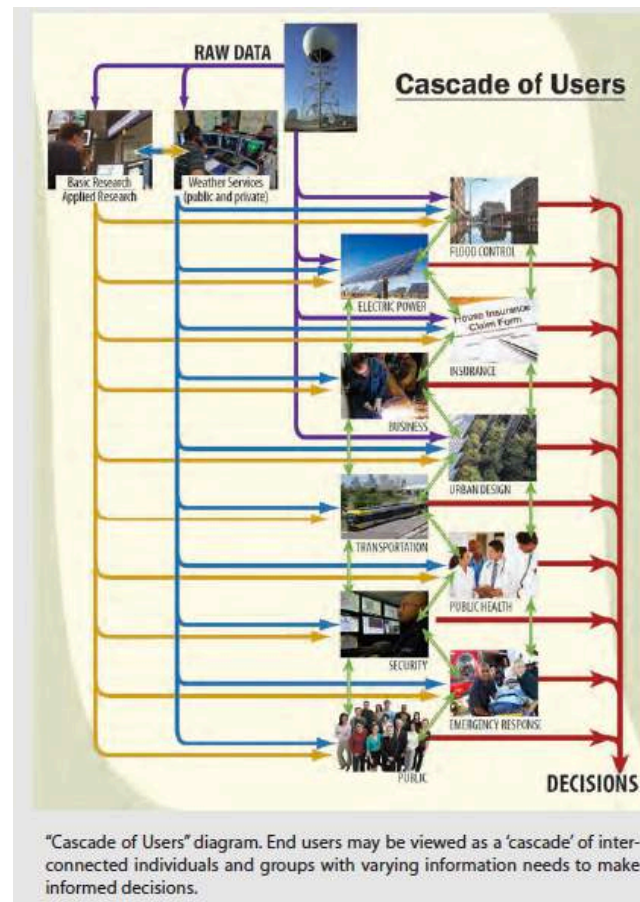 RAW DATA
Cascade of Users
Basic Research
Applied Research
Weather Services
(public and private)
FLOOD CONTROL
ELECTRIC POWER
House Insurance
Claim Form
INSURANCE
BUSINESS
URBAN DESIGN
TRANSPORTATION
PUBLIC HEALTH
SECURITY
EMERGENCY RESPONSE
PUBLIC
DECISIONS
"Cascade of Users" diagram. End users may be viewed as a 'cascade' of inter-
connected individuals and groups with varying information needs to make
informed decisions.